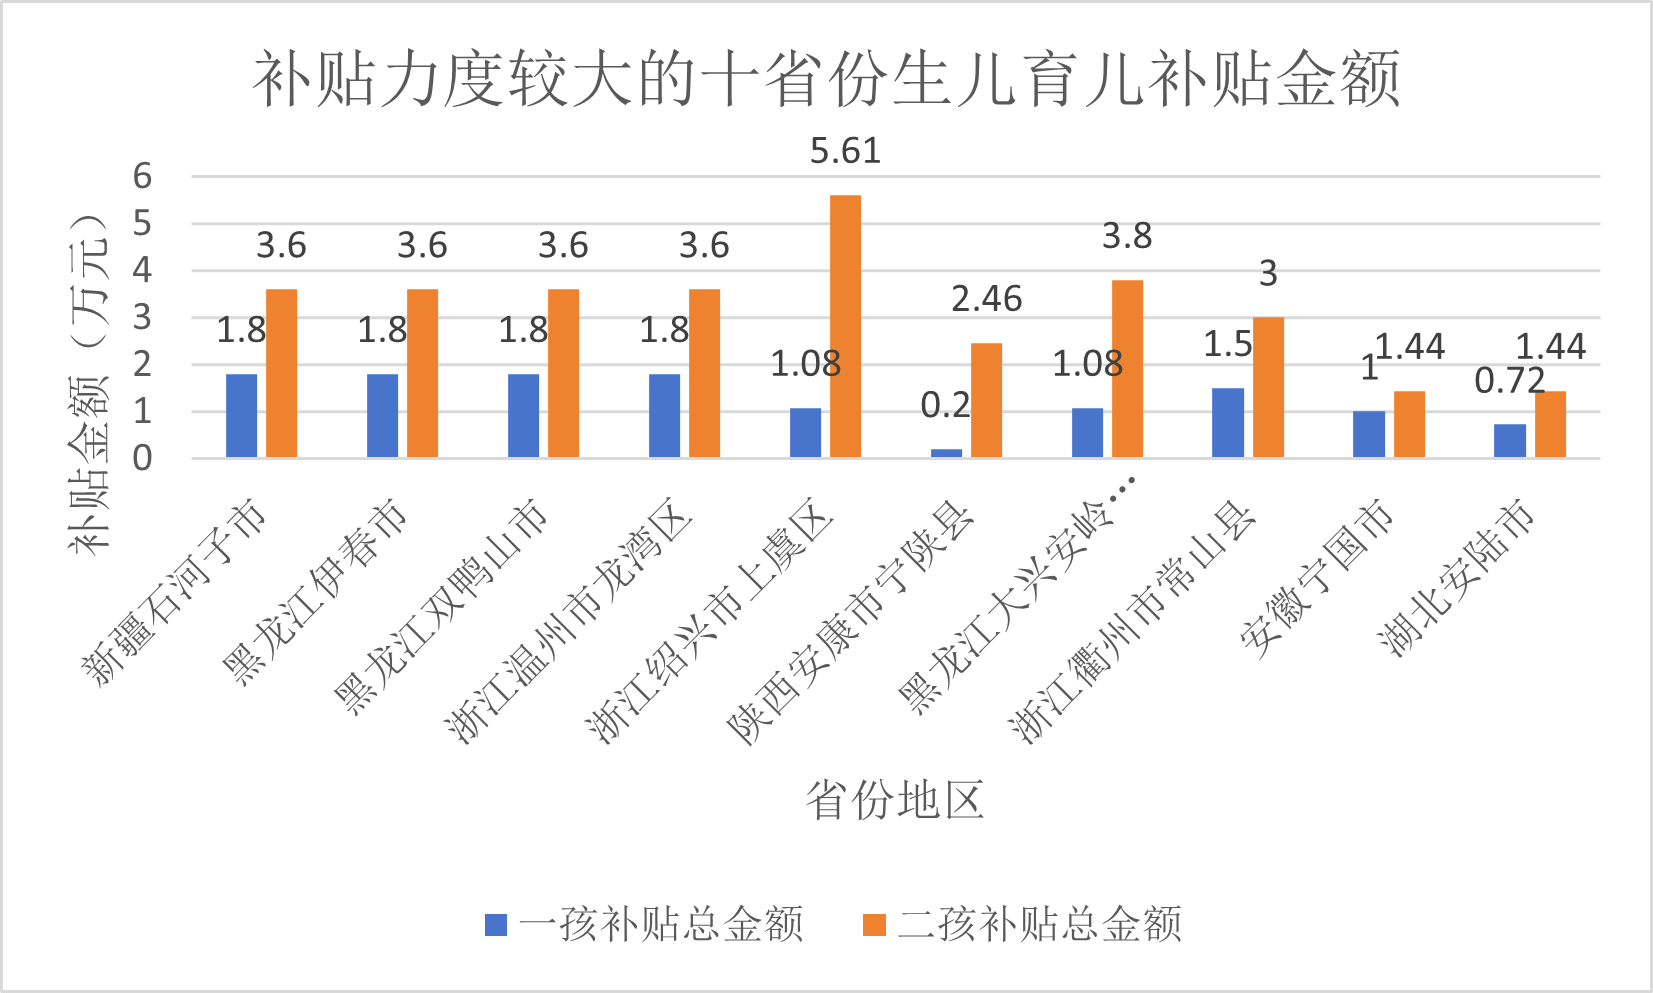 补贴力度较大的十省份生儿育儿补贴金额
补贴金额（万元）
6
5
4
3
2
1
0
1.8
3.6
1.8
3.6
1.8
3.6
1.8
3.6
1.08
5.61
0.2
2.46
1.08
3.8
1.5
3
1
1.44
0.72
1.44
新疆石河子市
黑龙江伊春市
黑龙江双鸭山市
浙江温州市龙湾区
浙江绍兴市上虞区
陕西安康市宁陕县
黑龙江大兴安岭…
浙江衢州市常山县
安徽宁国市
湖北安陆市
省份地区
一孩补贴总金额
二孩补贴总金额